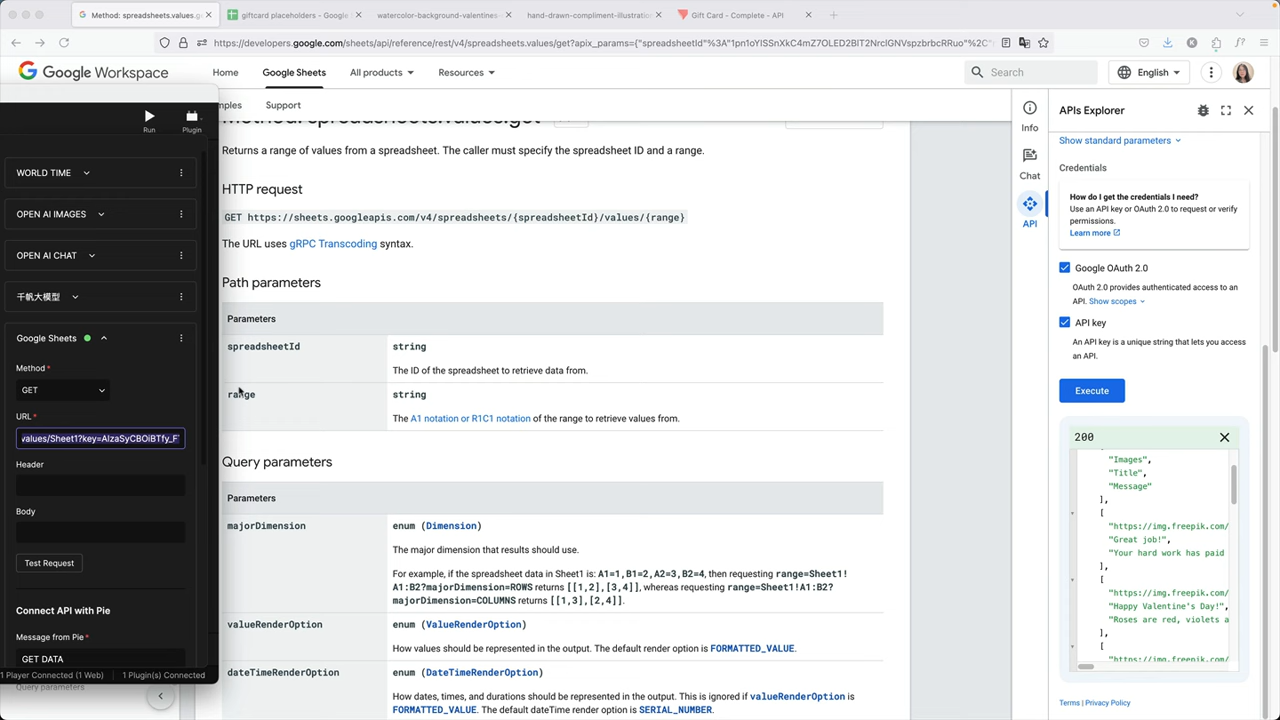 Method: spreadsheets.values.g
giftcard placeholders - Google
watercolor-background-valentines-
hand-drawn-compliment-illustratio
Gift Card - Complete - API
https://developers.google.com/sheets/api/reference/rest/v4/spreadsheets.values/get?apix_params={"spreadsheetId"%3A"1pn1oYISSnXkC4mZ7OLED2BIT2NrclGNVspzbrbcRRuo"%2C"
Google Workspace
Home
Google Sheets
All products
Resources
Search
English
mples
Support
Run
Plugin
WORLD TIME
OPEN AI IMAGES
OPEN AI CHAT
千帆大模型
Google Sheets
Method *
GET
URL *
values/Sheet1?key=AIzaSyCBOiBTfy_F
Header
Body
Test Request
Connect API with Pie
Message from Pie *
GET DATA
1 Player Connected (1 Web)
1 Plugin(s) Connected
Query parameters
Method: spreadsheets.values.get
Returns a range of values from a spreadsheet. The caller must specify the spreadsheet ID and a range.
HTTP request
GET https://sheets.googleapis.com/v4/spreadsheets/{spreadsheetId}/values/{range}
The URL uses gRPC Transcoding syntax.
Path parameters
Parameters
spreadsheetId
string
The ID of the spreadsheet to retrieve data from.
range
string
The A1 notation or R1C1 notation of the range to retrieve values from.
Query parameters
Parameters
majorDimension
enum (Dimension)
The major dimension that results should use.
For example, if the spreadsheet data in Sheet1 is: A1=1,B1=2,A2=3,B2=4, then requesting range=Sheet1!
A1:B2?majorDimension=ROWS returns [[1,2],[3,4]], whereas requesting range=Sheet1!A1:B2?
majorDimension=COLUMNS returns [[1,3],[2,4]].
valueRenderOption
enum (ValueRenderOption)
How values should be represented in the output. The default render option is FORMATTED_VALUE.
dateTimeRenderOption
enum (DateTimeRenderOption)
How dates, times, and durations should be represented in the output. This is ignored if valueRenderOption is
FORMATTED_VALUE. The default dateTime render option is SERIAL_NUMBER.
Info
Chat
API
APIs Explorer
Show standard parameters
Credentials
How do I get the credentials I need?
Use an API key or OAuth 2.0 to request or verify
permissions.
Learn more
Google OAuth 2.0
OAuth 2.0 provides authenticated access to an
API. Show scopes
API key
An API key is a unique string that lets you access
an API.
Execute
200
"Images",
"Title",
"Message"
],
[
"https://img.freepik.com/
"Great job!",
"Your hard work has paid
],
[
"https://img.freepik.com/
"Happy Valentine's Day!",
"Roses are red, violets a
],
[
"https://img.freepik.com/
Terms | Privacy Policy